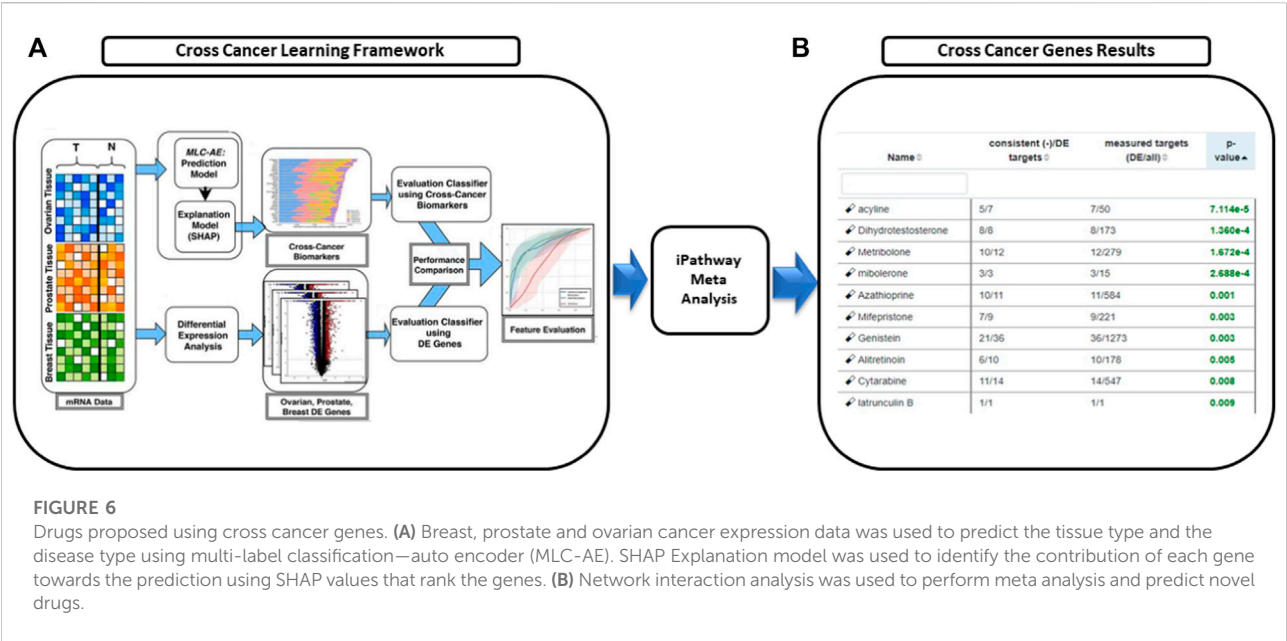 A
Cross Cancer Learning Framework
T N
Ovarian Tissue
Prostate Tissue
Breast Tissue
mRNA Data
MLC-AE:
Prediction
Model
Explanation
Model
(SHAP)
Cross-Cancer
Biomarkers
Differential
Expression
Analysis
Ovarian, Prostate,
Breast DE Genes
Evaluation Classifier
using Cross-Cancer
Biomarkers
Performance
Comparison
Evaluation Classifier
using
DE Genes
Feature Evaluation
iPathway
Meta
Analysis
B
Cross Cancer Genes Results
Name consistent (-)/DE targets measured targets (DE/all) p-value
acyline 5/7 7/50 7.114e-5
Dihydrotestosterone 8/8 8/173 1.360e-4
Metribolone 10/12 12/279 1.672e-4
mibolerone 3/3 3/15 2.688e-4
Azathioprine 10/11 11/584 0.001
Mifepristone 7/9 9/221 0.003
Genistein 21/36 36/1273 0.003
Alitretinoin 6/10 10/178 0.005
Cytarabine 11/14 14/547 0.008
latrunculin B 1/1 1/1 0.009
FIGURE 6
Drugs proposed using cross cancer genes. (A) Breast, prostate and ovarian cancer expression data was used to predict the tissue type and the
disease type using multi-label classification—auto encoder (MLC-AE). SHAP Explanation model was used to identify the contribution of each gene
towards the prediction using SHAP values that rank the genes. (B) Network interaction analysis was used to perform meta analysis and predict novel
drugs.